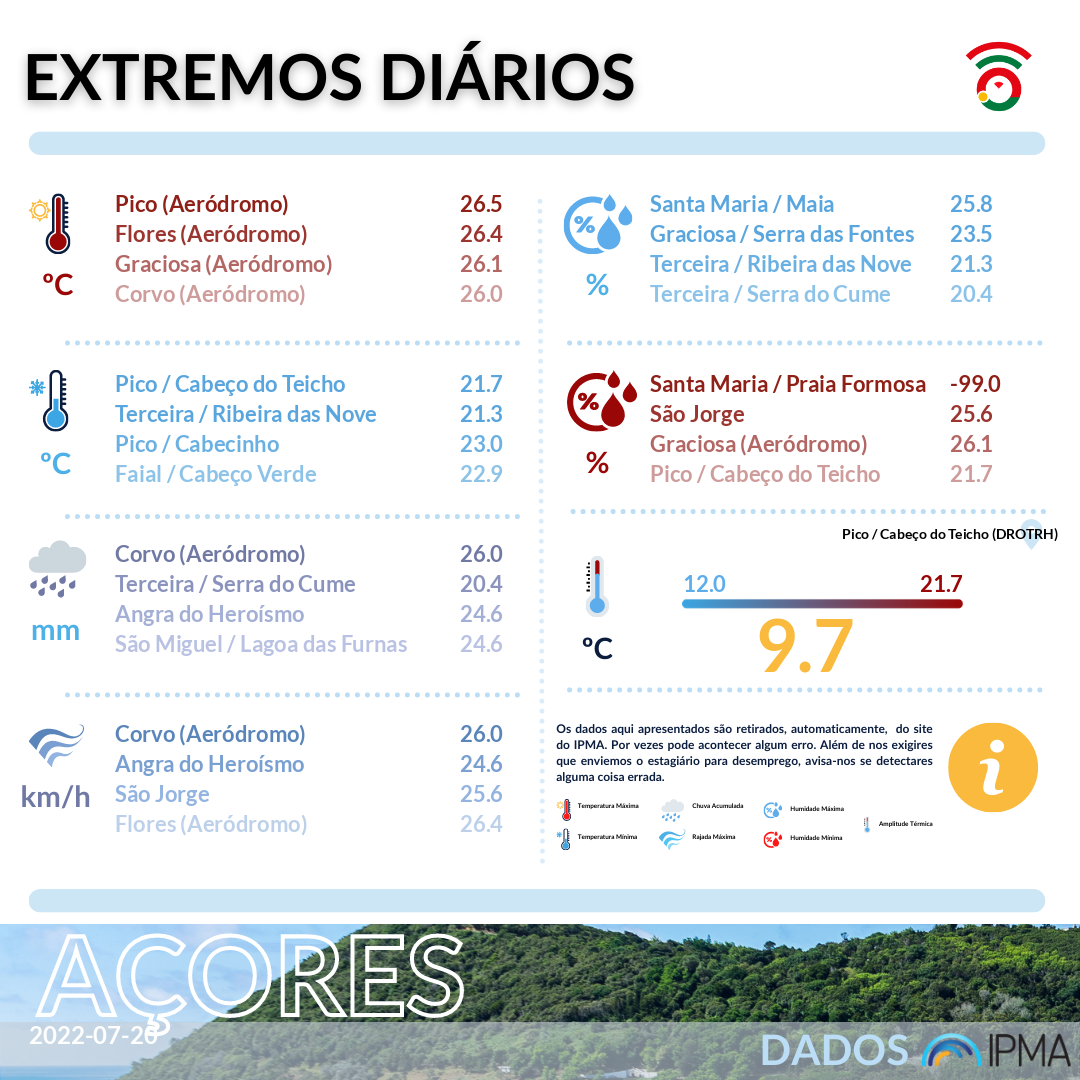 EXTREMOS DIÁRIOS
Pico (Aeródromo) 26.5
Flores (Aeródromo) 26.4
Graciosa (Aeródromo) 26.1
Corvo (Aeródromo) 26.0
ºC
Pico / Cabeço do Teicho 21.7
Terceira / Ribeira das Nove 21.3
Pico / Cabecinho 23.0
Faial / Cabeço Verde 22.9
ºC
Corvo (Aeródromo) 26.0
Terceira / Serra do Cume 20.4
Angra do Heroísmo 24.6
São Miguel / Lagoa das Furnas 24.6
mm
Corvo (Aeródromo) 26.0
Angra do Heroísmo 24.6
São Jorge 25.6
Flores (Aeródromo) 26.4
km/h
%
Santa Maria / Maia 25.8
Graciosa / Serra das Fontes 23.5
Terceira / Ribeira das Nove 21.3
Terceira / Serra do Cume 20.4
%
%
Santa Maria / Praia Formosa -99.0
São Jorge 25.6
Graciosa (Aeródromo) 26.1
Pico / Cabeço do Teicho 21.7
%
Pico / Cabeço do Teicho (DROTRH)
12.0 21.7
9.7
ºC
Os dados aqui apresentados são retirados, automaticamente, do site
do IPMA. Por vezes pode acontecer algum erro. Além de nos exigires
que enviemos o estagiário para desemprego, avisa-nos se detectares
alguma coisa errada.
i
Temperatura Máxima
Chuva Acumulada
% Humidade Máxima
Amplitude Térmica
Temperatura Mínima
Rajada Máxima
% Humidade Mínima
AÇORES
2022-07-20
DADOS IPMA